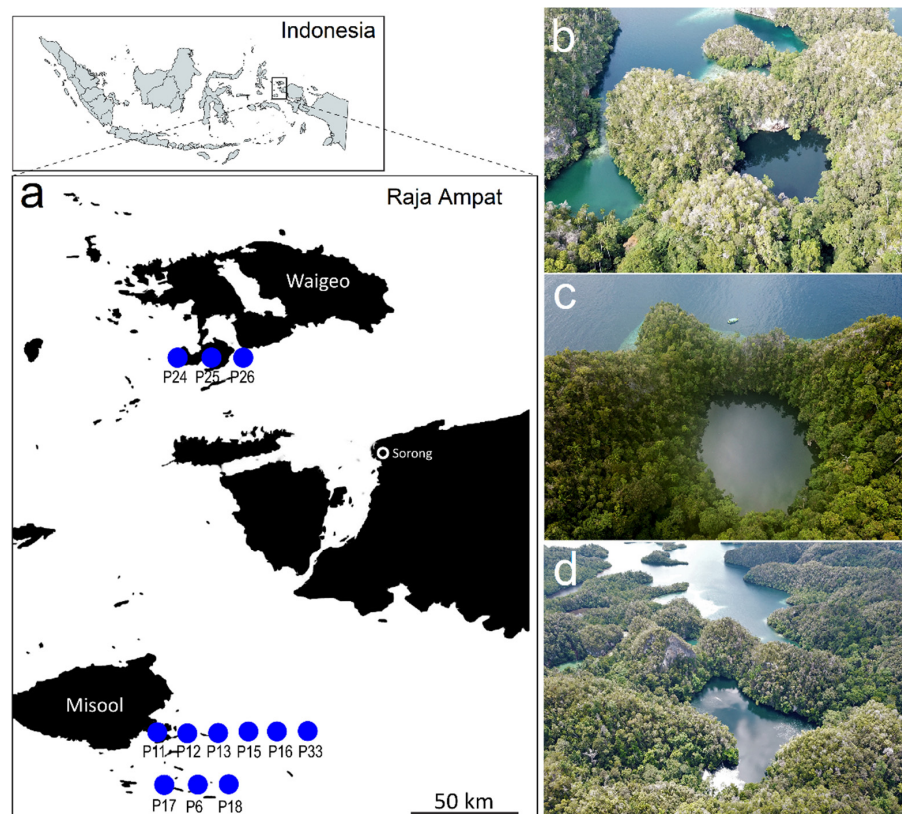 Indonesia
a
Raja Ampat
Waigeo
P24 P25 P26
Sorong
Misool
P11 P12 P13 P15 P16 P33
P17 P6 P18
50 km
b
c
d